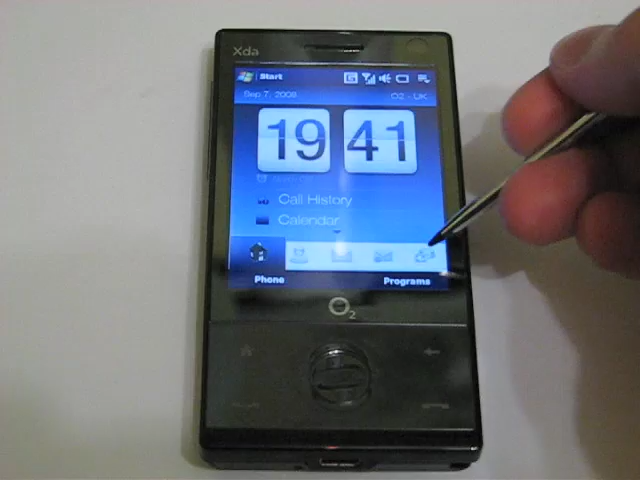 Xda
Start
Sep 7, 2008
O2 - UK
19 41
Call History
Calendar
Phone
Programs
O2